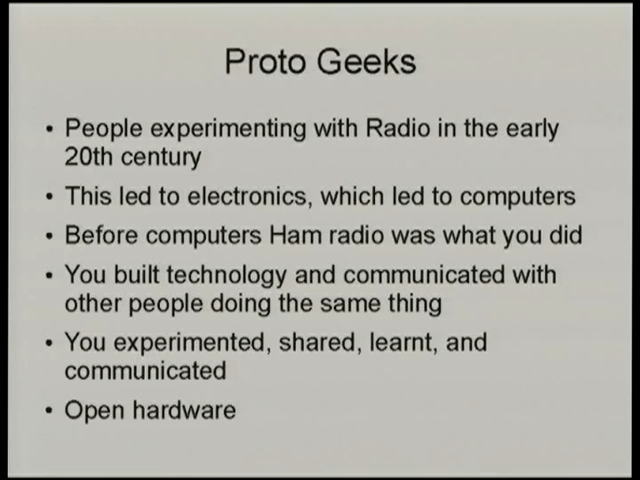 Proto Geeks
• People experimenting with Radio in the early
20th century
• This led to electronics, which led to computers
• Before computers Ham radio was what you did
• You built technology and communicated with
other people doing the same thing
• You experimented, shared, learnt, and
communicated
• Open hardware